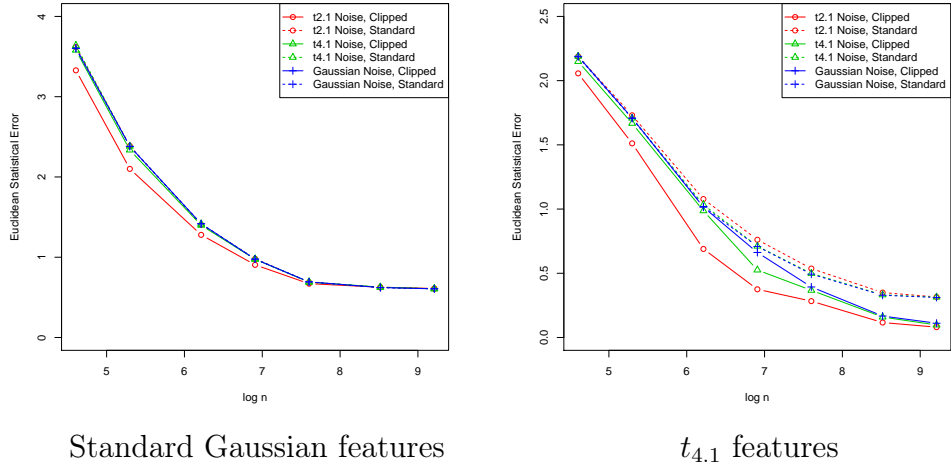 Euclidean Statistical Error
0
1
2
3
4
5
6
7
8
9
log n
t2.1 Noise, Clipped
t2.1 Noise, Standard
t4.1 Noise, Clipped
t4.1 Noise, Standard
Gaussian Noise, Clipped
Gaussian Noise, Standard
Standard Gaussian features
Euclidean Statistical Error
0.0
0.5
1.0
1.5
2.0
2.5
5
6
7
8
9
log n
t2.1 Noise, Clipped
t2.1 Noise, Standard
t4.1 Noise, Clipped
t4.1 Noise, Standard
Gaussian Noise, Clipped
Gaussian Noise, Standard
t4.1 features